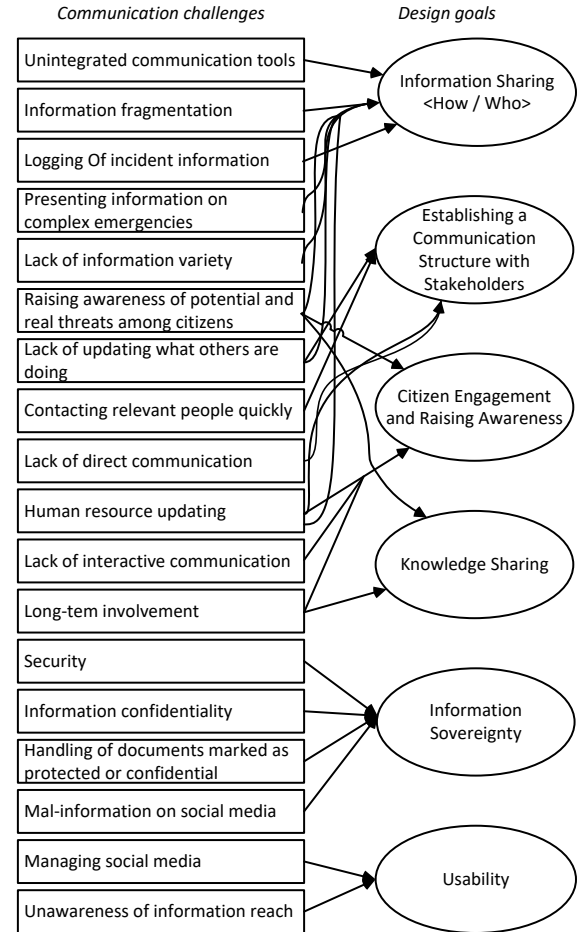 Communication challenges
Design goals
Unintegrated communication tools
Information fragmentation
Logging Of incident information
Presenting information on
complex emergencies
Lack of information variety
Raising awareness of potential and
real threats among citizens
Lack of updating what others are
doing
Contacting relevant people quickly
Lack of direct communication
Human resource updating
Lack of interactive communication
Long-tem involvement
Security
Information confidentiality
Handling of documents marked as
protected or confidential
Mal-information on social media
Managing social media
Unawareness of information reach
Information Sharing
<How / Who>
Establishing a
Communication
Structure with
Stakeholders
Citizen Engagement
and Raising Awareness
Knowledge Sharing
Information
Sovereignty
Usability